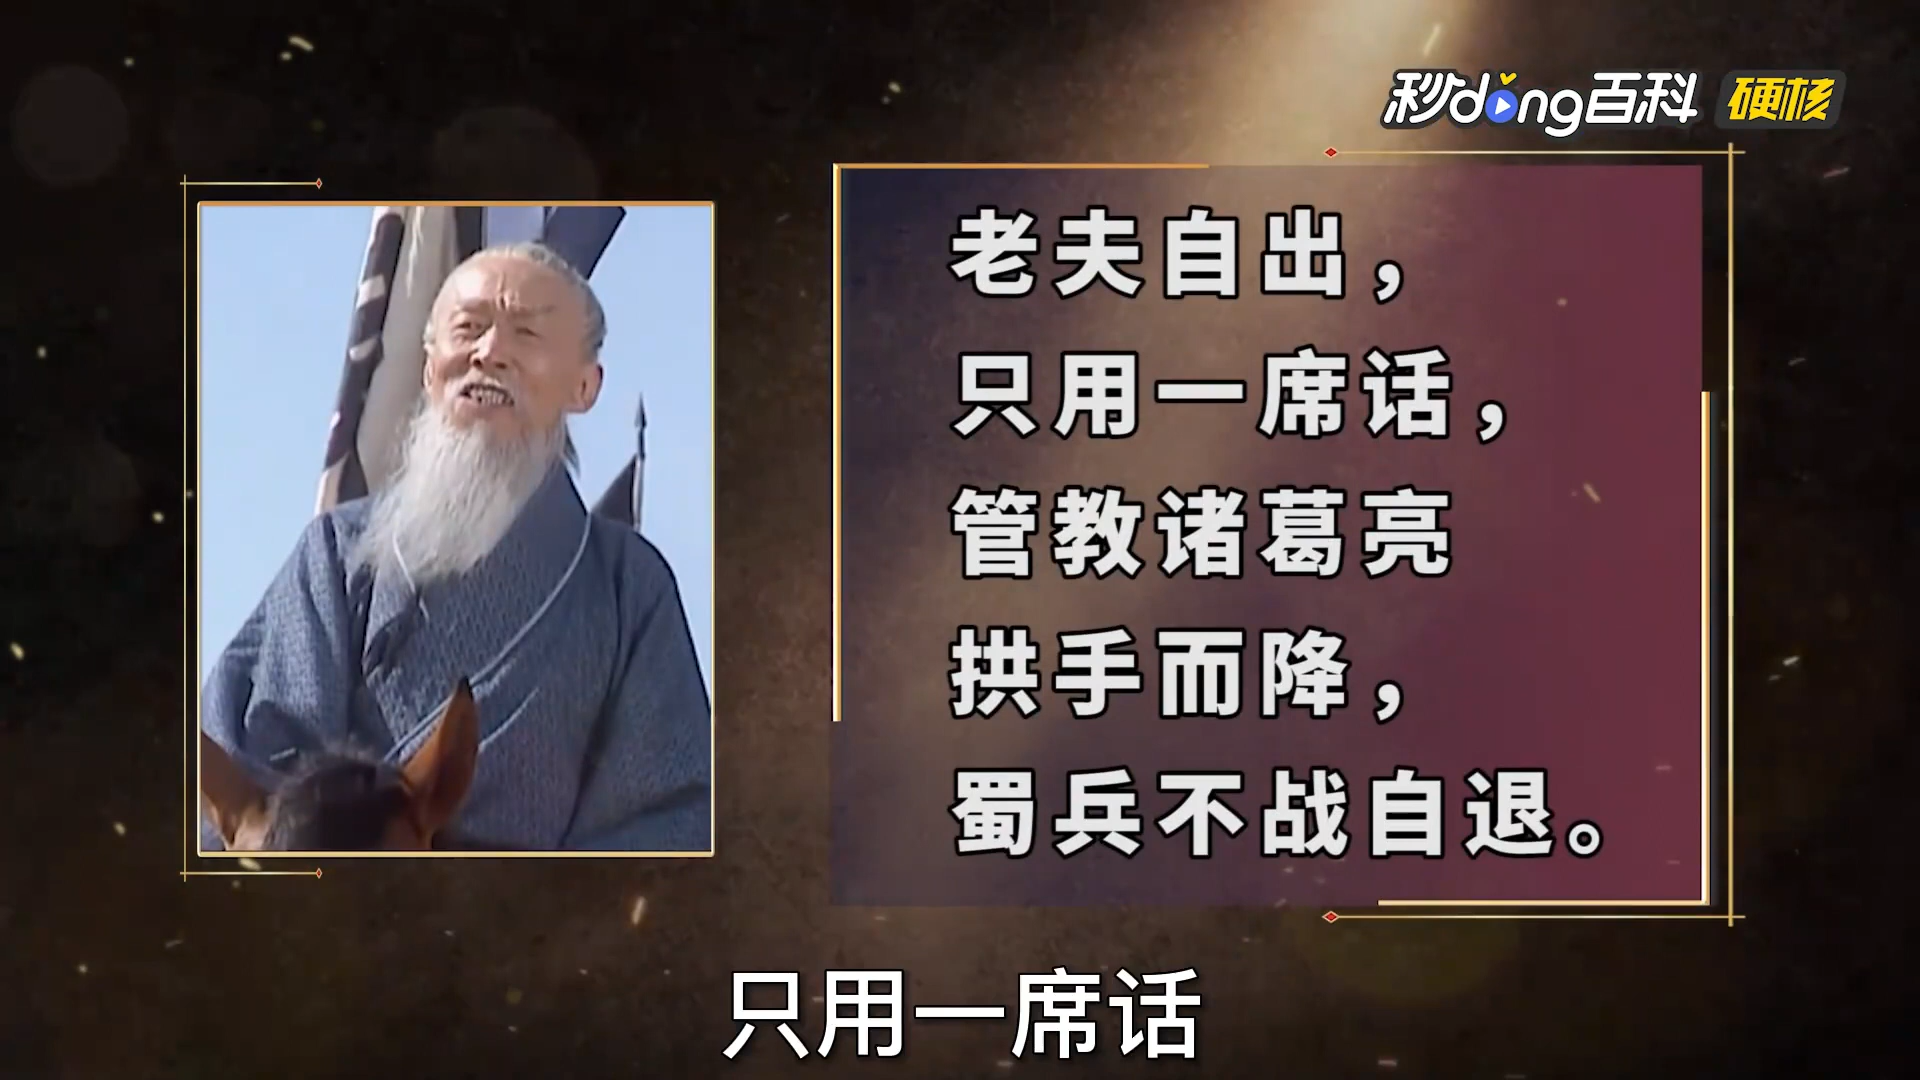 秒dǒng百科 硬核
老夫自出，
只用一席话，
管教诸葛亮
拱手而降，
蜀兵不战自退。
只用一席话